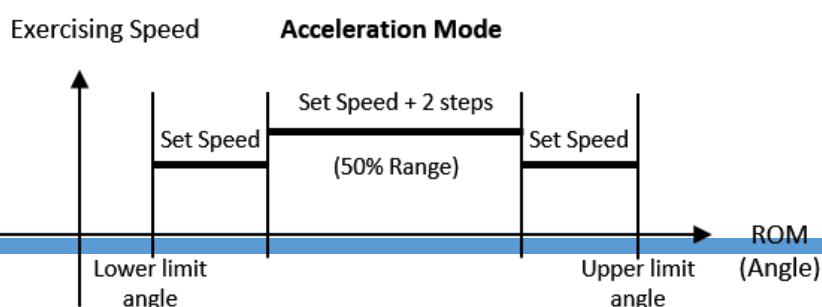 Exercising Speed
Acceleration Mode
Set Speed + 2 steps
Set Speed
Set Speed
(50% Range)
ROM
(Angle)
Lower limit
angle
Upper limit
angle